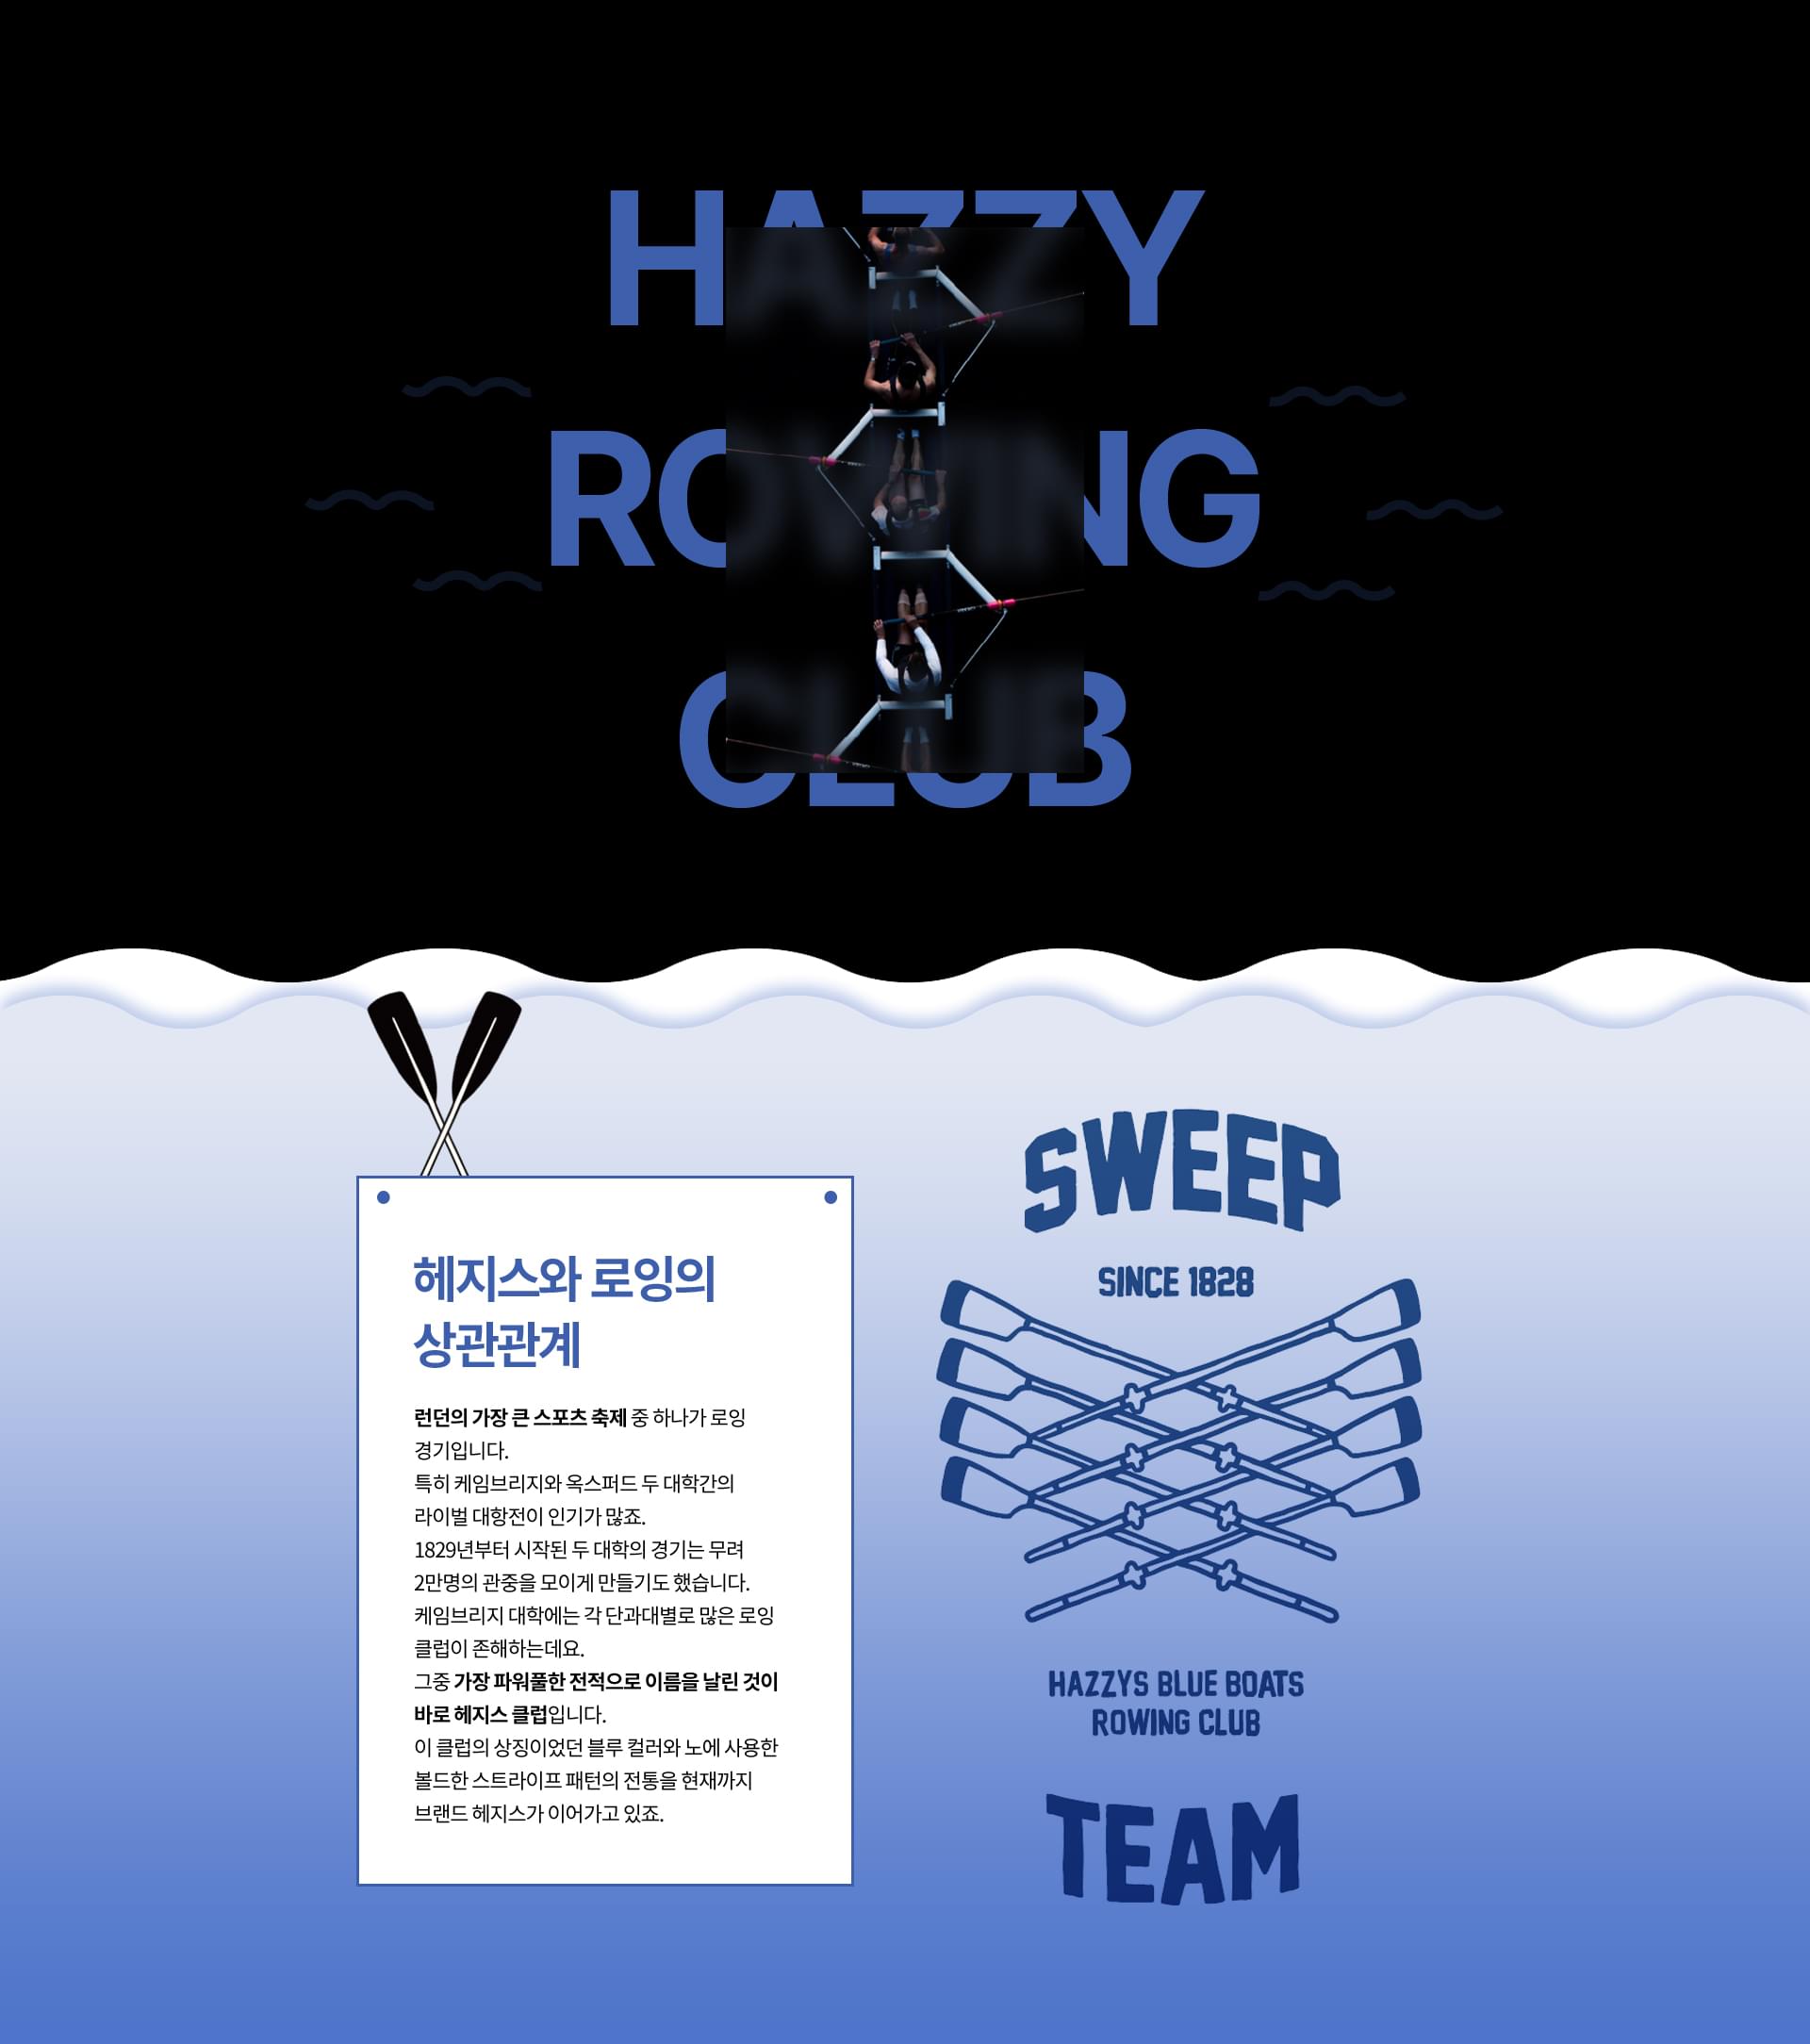 HAZZY
ROWING
CLUB
헤지스와 로잉의
상관관계
런던의 가장 큰 스포츠 축제 중 하나가 로잉
경기입니다.
특히 케임브리지와 옥스퍼드 두 대학간의
라이벌 대항전이 인기가 많죠.
1829년부터 시작된 두 대학의 경기는 무려
2만명의 관중을 모이게 만들기도 했습니다.
케임브리지 대학에는 각 단과대별로 많은 로잉
클럽이 존재하는데요.
그중 가장 파워풀한 전적으로 이름을 날린 것이
바로 헤지스 클럽입니다.
이 클럽의 상징이었던 블루 컬러와 노에 사용한
볼드한 스트라이프 패턴의 전통을 현재까지
브랜드 헤지스가 이어가고 있죠.
SWEEP
SINCE 1828
HAZZYS BLUE BOATS
ROWING CLUB
TEAM